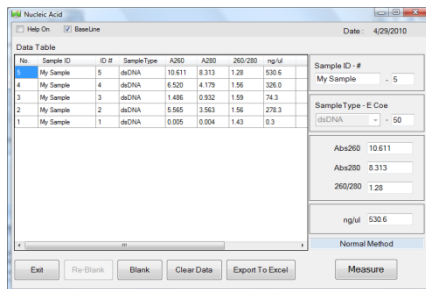 Nucleic Acid
Help On BaseLine Date : 4/29/2010
Data Table
No. Sample ID ID # SampleType A260 A280 260/280 ng/ul
5 My Sample 5 dsDNA 10.611 8.313 1.28 530.6
4 My Sample 4 dsDNA 6.520 4.179 1.56 326.0
3 My Sample 3 dsDNA 1.486 0.932 1.59 74.3
2 My Sample 2 dsDNA 5.565 3.563 1.56 278.3
1 My Sample 1 dsDNA 0.005 0.004 1.43 0.3
Sample ID - #
My Sample - 5
SampleType - E Coe
dsDNA - 50
Abs260 10.611
Abs280 8.313
260/280 1.28
ng/ul 530.6
Normal Method
Exit Re-Blank Blank Clear Data Export To Excel Measure